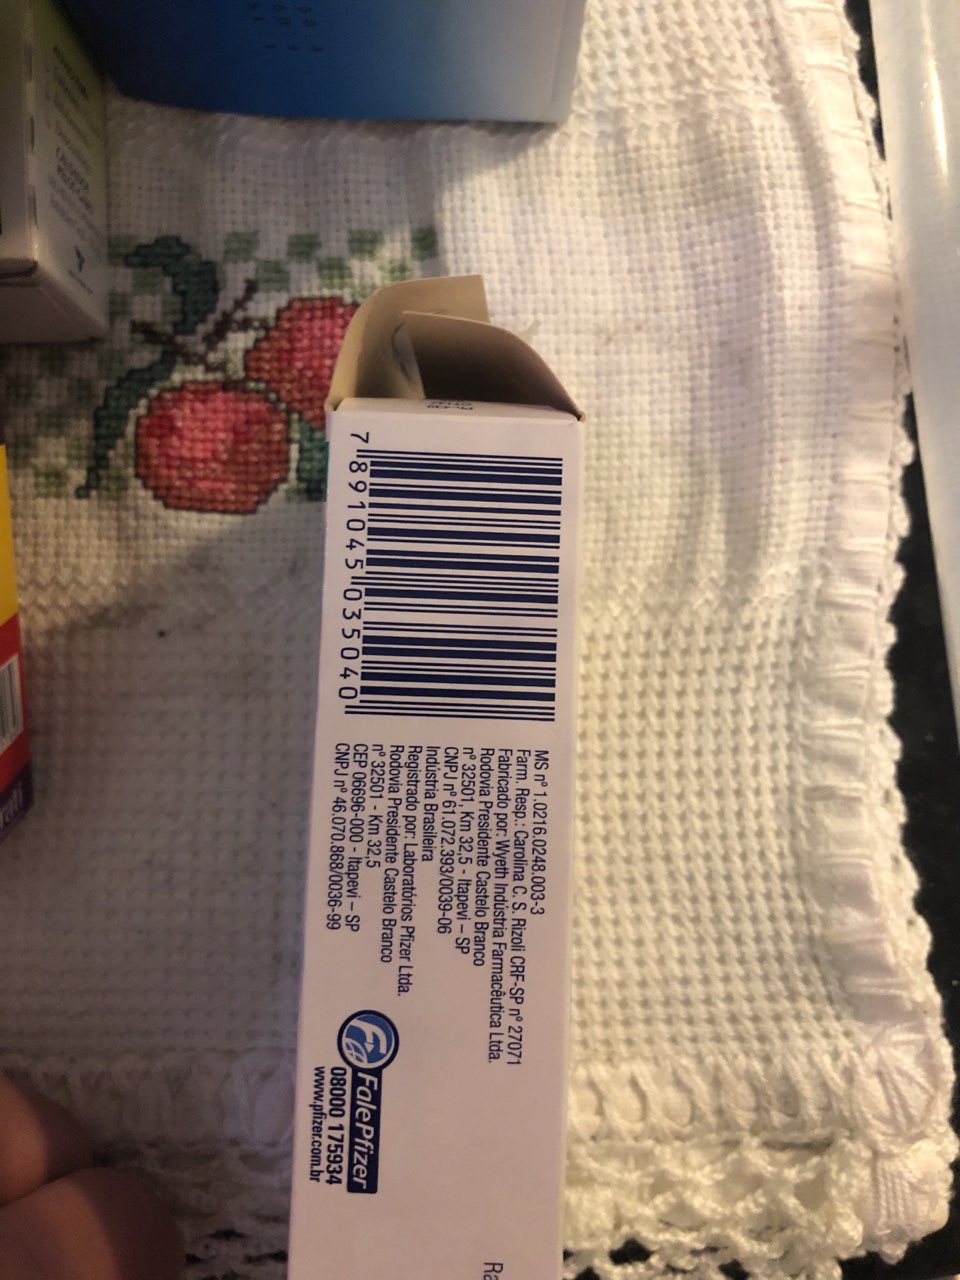 7 891045 035040
MS nº 1.0216.0248.003-3
Farm. Resp.: Carolina C. S. Rizoli CRF-SP nº 27071
Fabricado por: Wyeth Indústria Farmacêutica Ltda.
Rodovia Presidente Castelo Branco
nº 32501, Km 32,5 - Itapevi – SP
CNPJ nº 61.072.393/0039-06
Indústria Brasileira
Registrado por: Laboratórios Pfizer Ltda.
Rodovia Presidente Castelo Branco
nº 32501 - Km 32,5
CEP 06696-000 - Itapevi – SP
CNPJ nº 46.070.868/0036-99
FalePfizer
08000 175934
www.pfizer.com.br